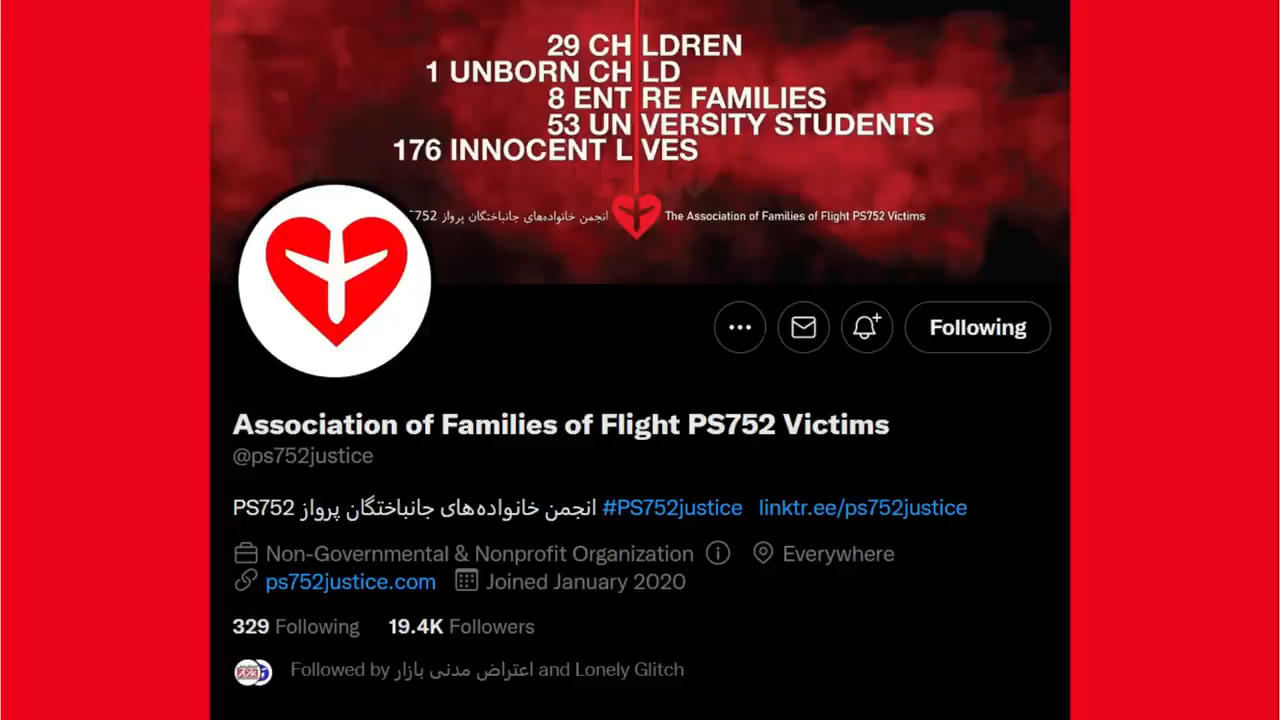 29 CHILDREN
1 UNBORN CHILD
8 ENTIRE FAMILIES
53 UNIVERSITY STUDENTS
176 INNOCENT LIVES
انجمن خانواده‌های جانباختگان پرواز 752
The Association of Families of Flight PS752 Victims
Following
Association of Families of Flight PS752 Victims
@ps752justice
PS752 انجمن خانواده‌های جانباختگان پرواز #PS752justice linktr.ee/ps752justice
Non-Governmental & Nonprofit Organization Everywhere
ps752justice.com Joined January 2020
329 Following 19.4K Followers
Followed by اعتراض مدنی بازار and Lonely Glitch